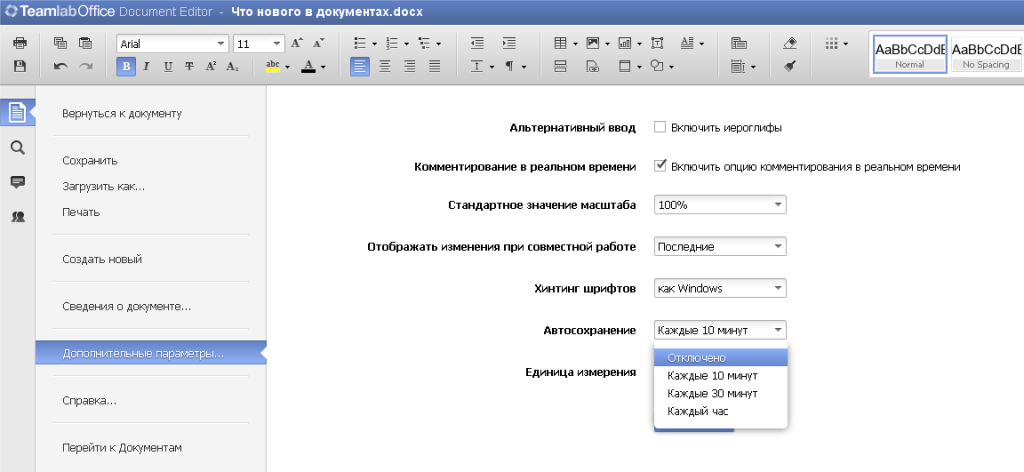 TeamlabOffice Document Editor - Что нового в документах.docx
Arial 11
B I U T A² A₂
abc A
AaBbCcDdE AaBbCcDdE
Normal No Spacing
Вернуться к документу
Сохранить
Загрузить как...
Печать
Создать новый
Сведения о документе...
Дополнительные параметры...
Справка...
Перейти к Документам
Альтернативный ввод Включить иероглифы
Комментирование в реальном времени Включить опцию комментирования в реальном времени
Стандартное значение масштаба 100%
Отображать изменения при совместной работе Последние
Хинтинг шрифтов как Windows
Автосохранение Каждые 10 минут
Единица измерения
Отключено
Каждые 10 минут
Каждые 30 минут
Каждый час